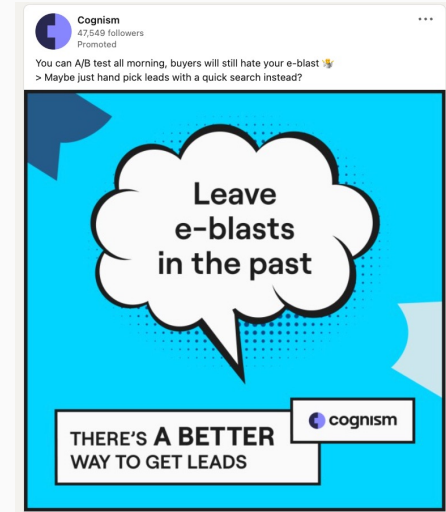 Cognism
47,549 followers
Promoted
You can A/B test all morning, buyers will still hate your e-blast 🤷
> Maybe just hand pick leads with a quick search instead?
Leave
e-blasts
in the past
cognism
THERE'S A BETTER
WAY TO GET LEADS